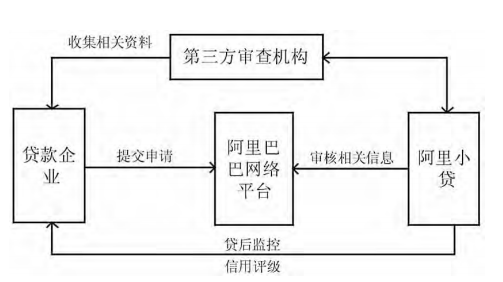 收集相关资料
第三方审查机构
贷款企
业
提交申请
阿里巴
巴网络
平台
审核相关信息
阿里小
贷
贷后监控
信用评级